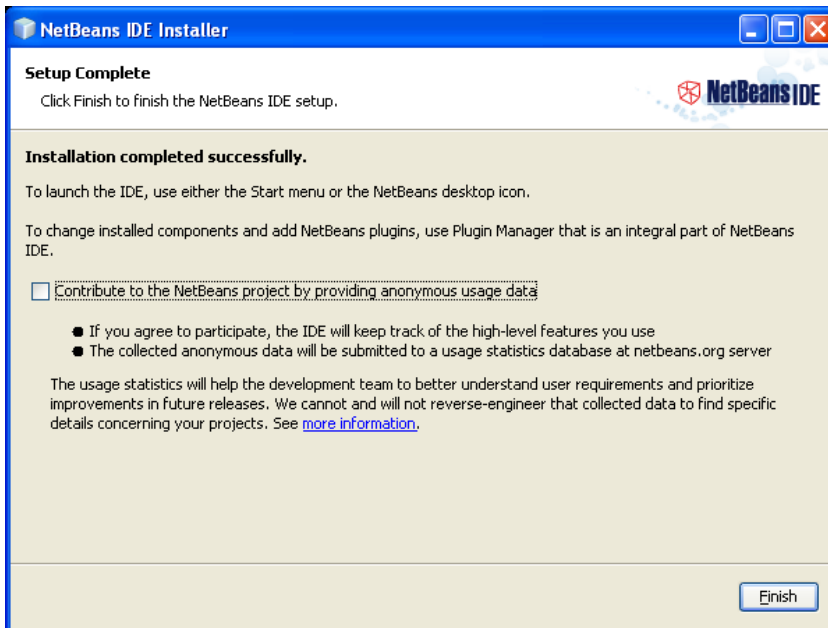 NetBeans IDE Installer
Setup Complete
Click Finish to finish the NetBeans IDE setup.
NetBeans IDE
Installation completed successfully.
To launch the IDE, use either the Start menu or the NetBeans desktop icon.
To change installed components and add NetBeans plugins, use Plugin Manager that is an integral part of NetBeans
IDE.
Contribute to the NetBeans project by providing anonymous usage data
● If you agree to participate, the IDE will keep track of the high-level features you use
● The collected anonymous data will be submitted to a usage statistics database at netbeans.org server
The usage statistics will help the development team to better understand user requirements and prioritize
improvements in future releases. We cannot and will not reverse-engineer that collected data to find specific
details concerning your projects. See more information.
Finish